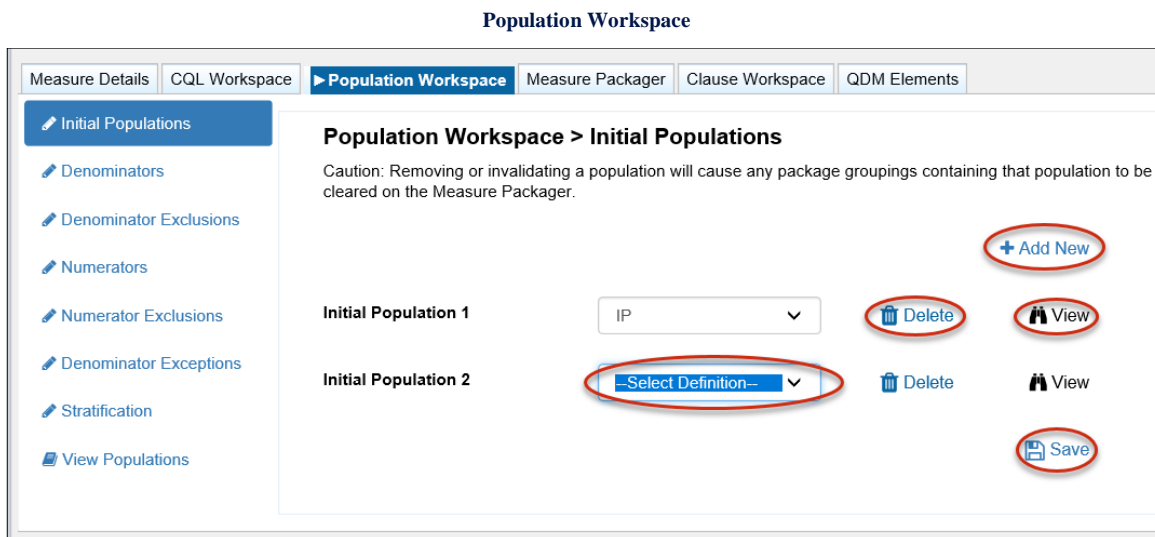 Population Workspace
Measure Details CQL Workspace Population Workspace Measure Packager Clause Workspace QDM Elements
Initial Populations
Denominators
Denominator Exclusions
Numerators
Numerator Exclusions
Denominator Exceptions
Stratification
View Populations
Population Workspace > Initial Populations
Caution: Removing or invalidating a population will cause any package groupings containing that population to be
cleared on the Measure Packager.
Add New
Initial Population 1 IP Delete View
Initial Population 2 --Select Definition-- Delete View
Save